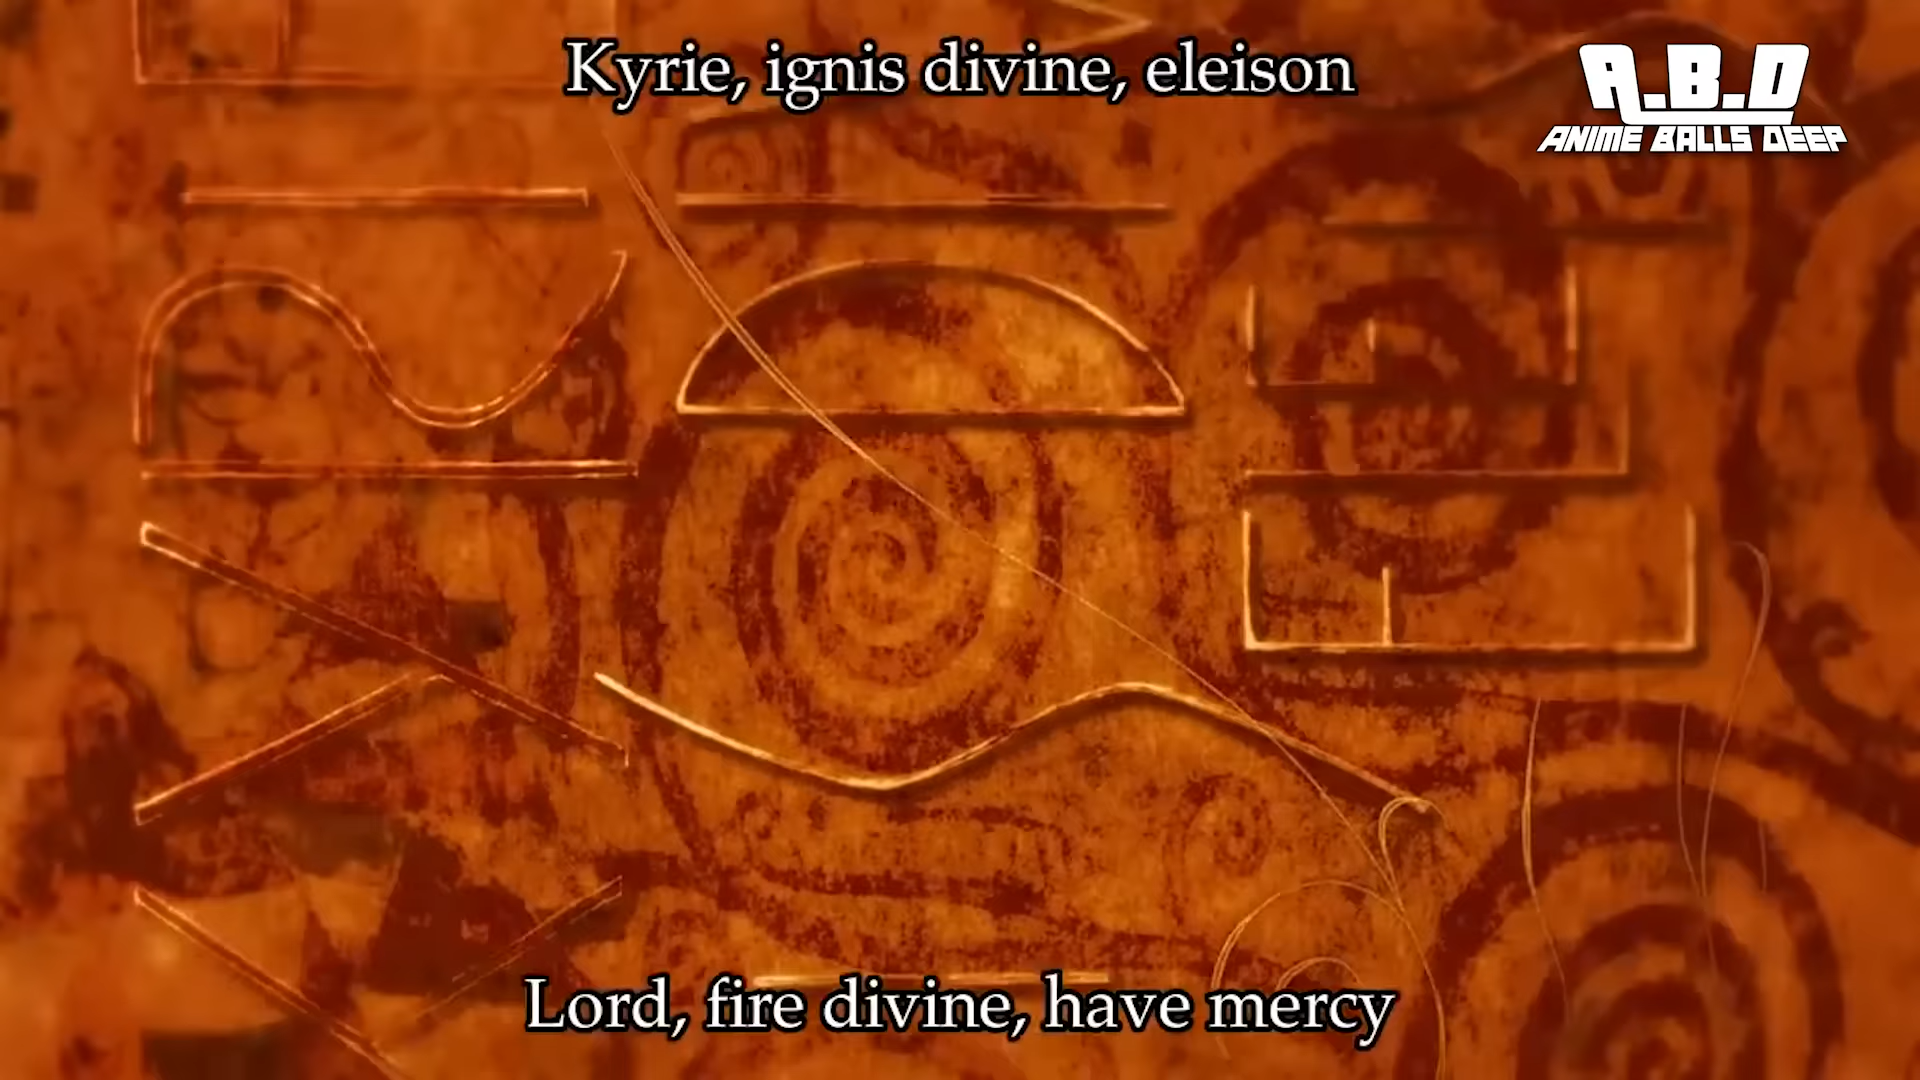 Kyrie, ignis divine, eleison
A.B.D
ANIME BALLS DEEP
Lord, fire divine, have mercy